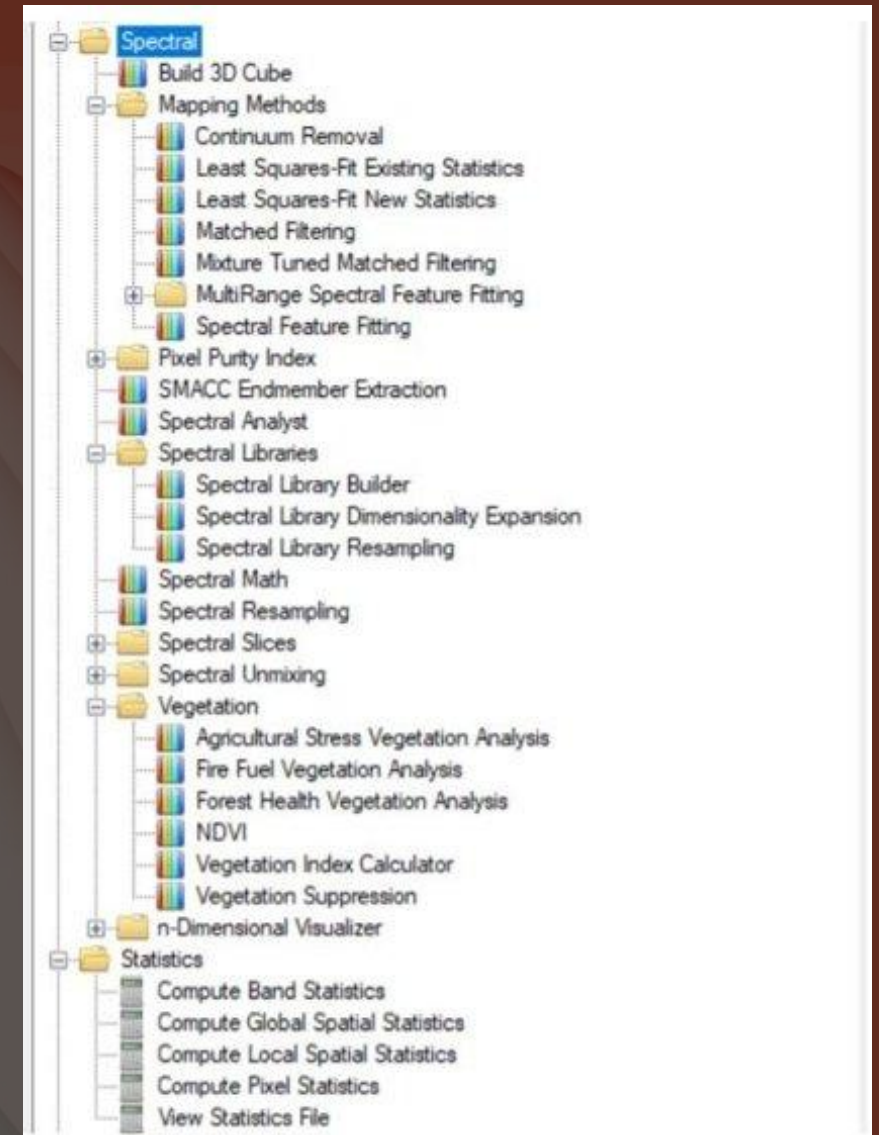 Spectral
Build 3D Cube
Mapping Methods
Continuum Removal
Least Squares-Fit Existing Statistics
Least Squares-Fit New Statistics
Matched Filtering
Mixture Tuned Matched Filtering
MultiRange Spectral Feature Fitting
Spectral Feature Fitting
Pixel Purity Index
SMACC Endmember Extraction
Spectral Analyst
Spectral Libraries
Spectral Library Builder
Spectral Library Dimensionality Expansion
Spectral Library Resampling
Spectral Math
Spectral Resampling
Spectral Slices
Spectral Unmixing
Vegetation
Agricultural Stress Vegetation Analysis
Fire Fuel Vegetation Analysis
Forest Health Vegetation Analysis
NDVI
Vegetation Index Calculator
Vegetation Suppression
n-Dimensional Visualizer
Statistics
Compute Band Statistics
Compute Global Spatial Statistics
Compute Local Spatial Statistics
Compute Pixel Statistics
View Statistics File